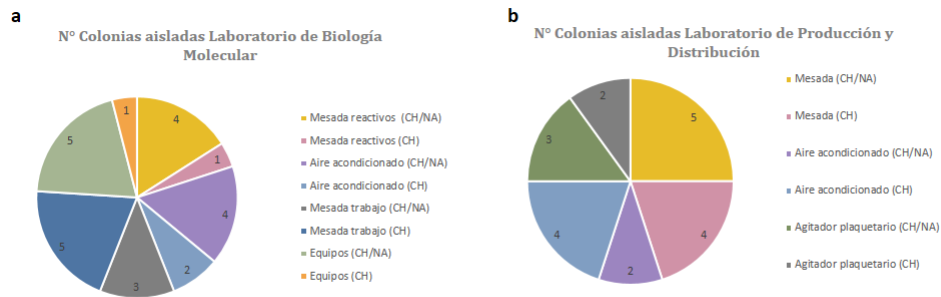 a
N° Colonias aisladas Laboratorio de Biología
Molecular
4
1
4
2
3
5
5
1
Mesada reactivos (CH/NA)
Mesada reactivos (CH)
Aire acondicionado (CH/NA)
Aire acondicionado (CH)
Mesada trabajo (CH/NA)
Mesada trabajo (CH)
Equipos (CH/NA)
Equipos (CH)
b
N° Colonias aisladas Laboratorio de Producción y
Distribución
5
4
2
4
3
2
Mesada (CH/NA)
Mesada (CH)
Aire acondicionado (CH/NA)
Aire acondicionado (CH)
Agitador plaquetario (CH/NA)
Agitador plaquetario (CH)